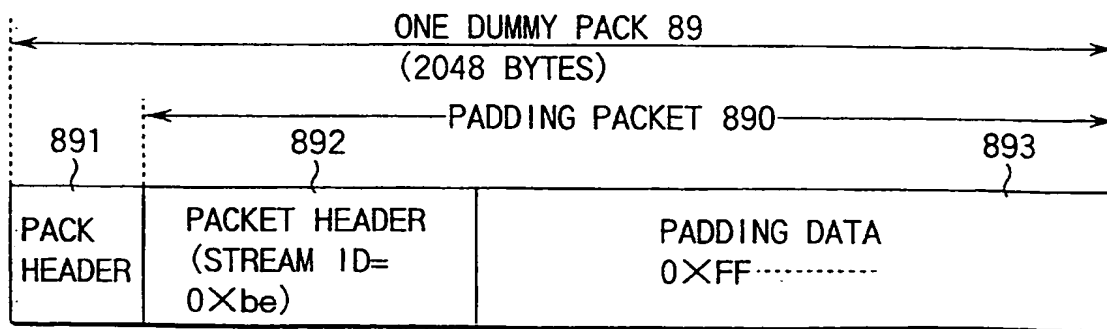 ONE DUMMY PACK 89
(2048 BYTES)
PADDING PACKET 890
891
892
893
PACK
HEADER
PACKET HEADER
(STREAM ID=
0×be)
PADDING DATA
0×FF············